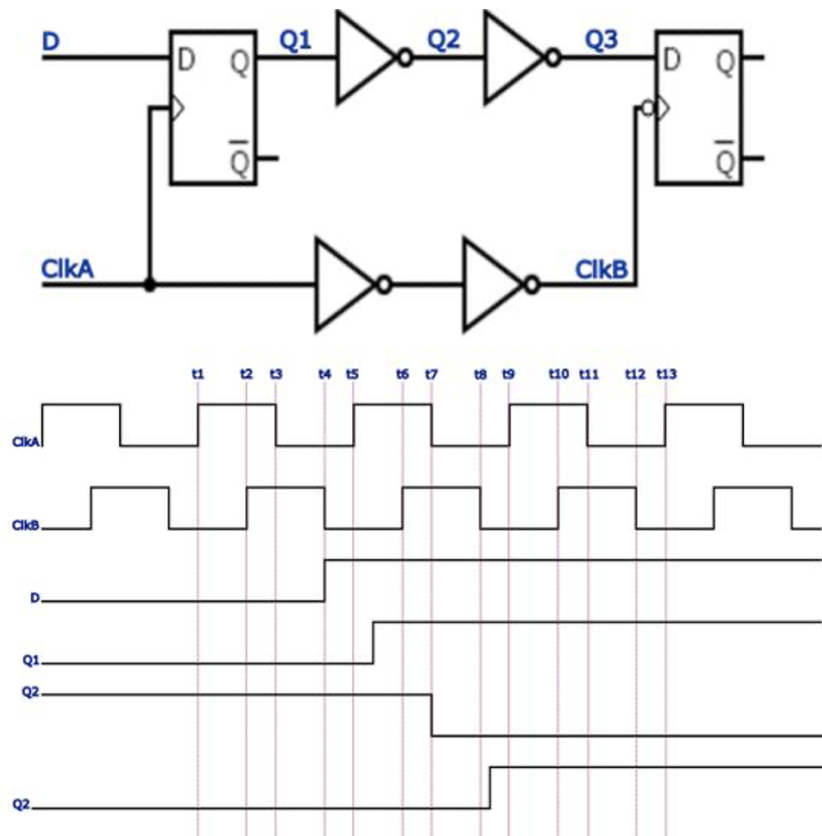 D Q1 Q2 Q3
D Q D Q
Q Q
ClkA ClkB
t1 t2 t3 t4 t5 t6 t7 t8 t9 t10 t11 t12 t13
ClkA
ClkB
D
Q1
Q2
Q2